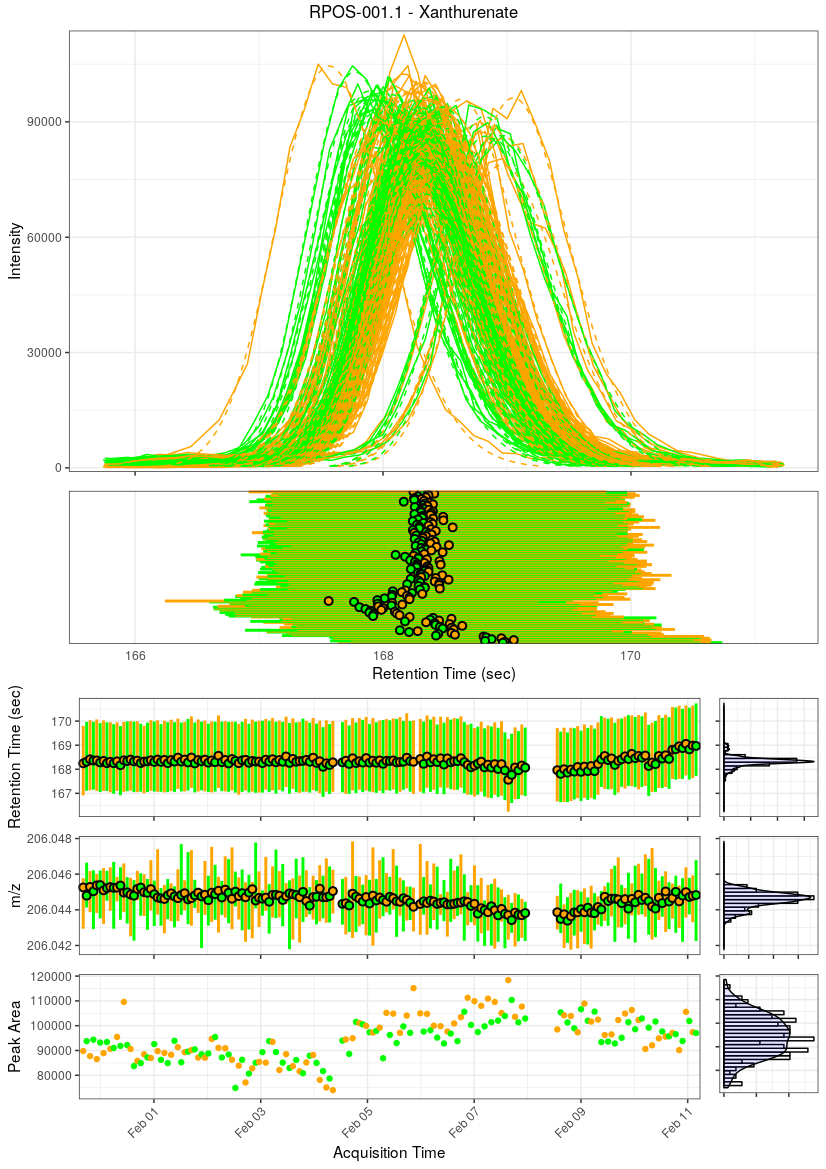 RPOS-001.1 - Xanthurenate
Intensity
90000
60000
30000
0
166
168
170
Retention Time (sec)
Retention Time (sec)
170
169
168
167
m/z
206.048
206.046
206.044
206.042
Peak Area
120000
110000
100000
90000
80000
Feb 01
Feb 03
Feb 05
Feb 07
Feb 09
Feb 11
Acquisition Time